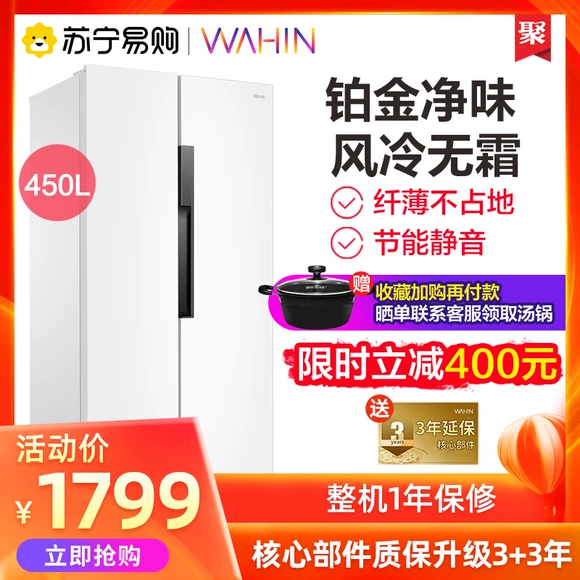 苏宁易购
WAHIN
聚
450L
铂金净味
风冷无霜
纤薄不占地
节能静音
赠
收藏加购再付款
晒单联系客服领取汤锅
限时立减400元
送
WAHIN
3
years
3年延保
核心部件
活动价
¥1799
立即抢购
整机1年保修
核心部件质保升级3+3年